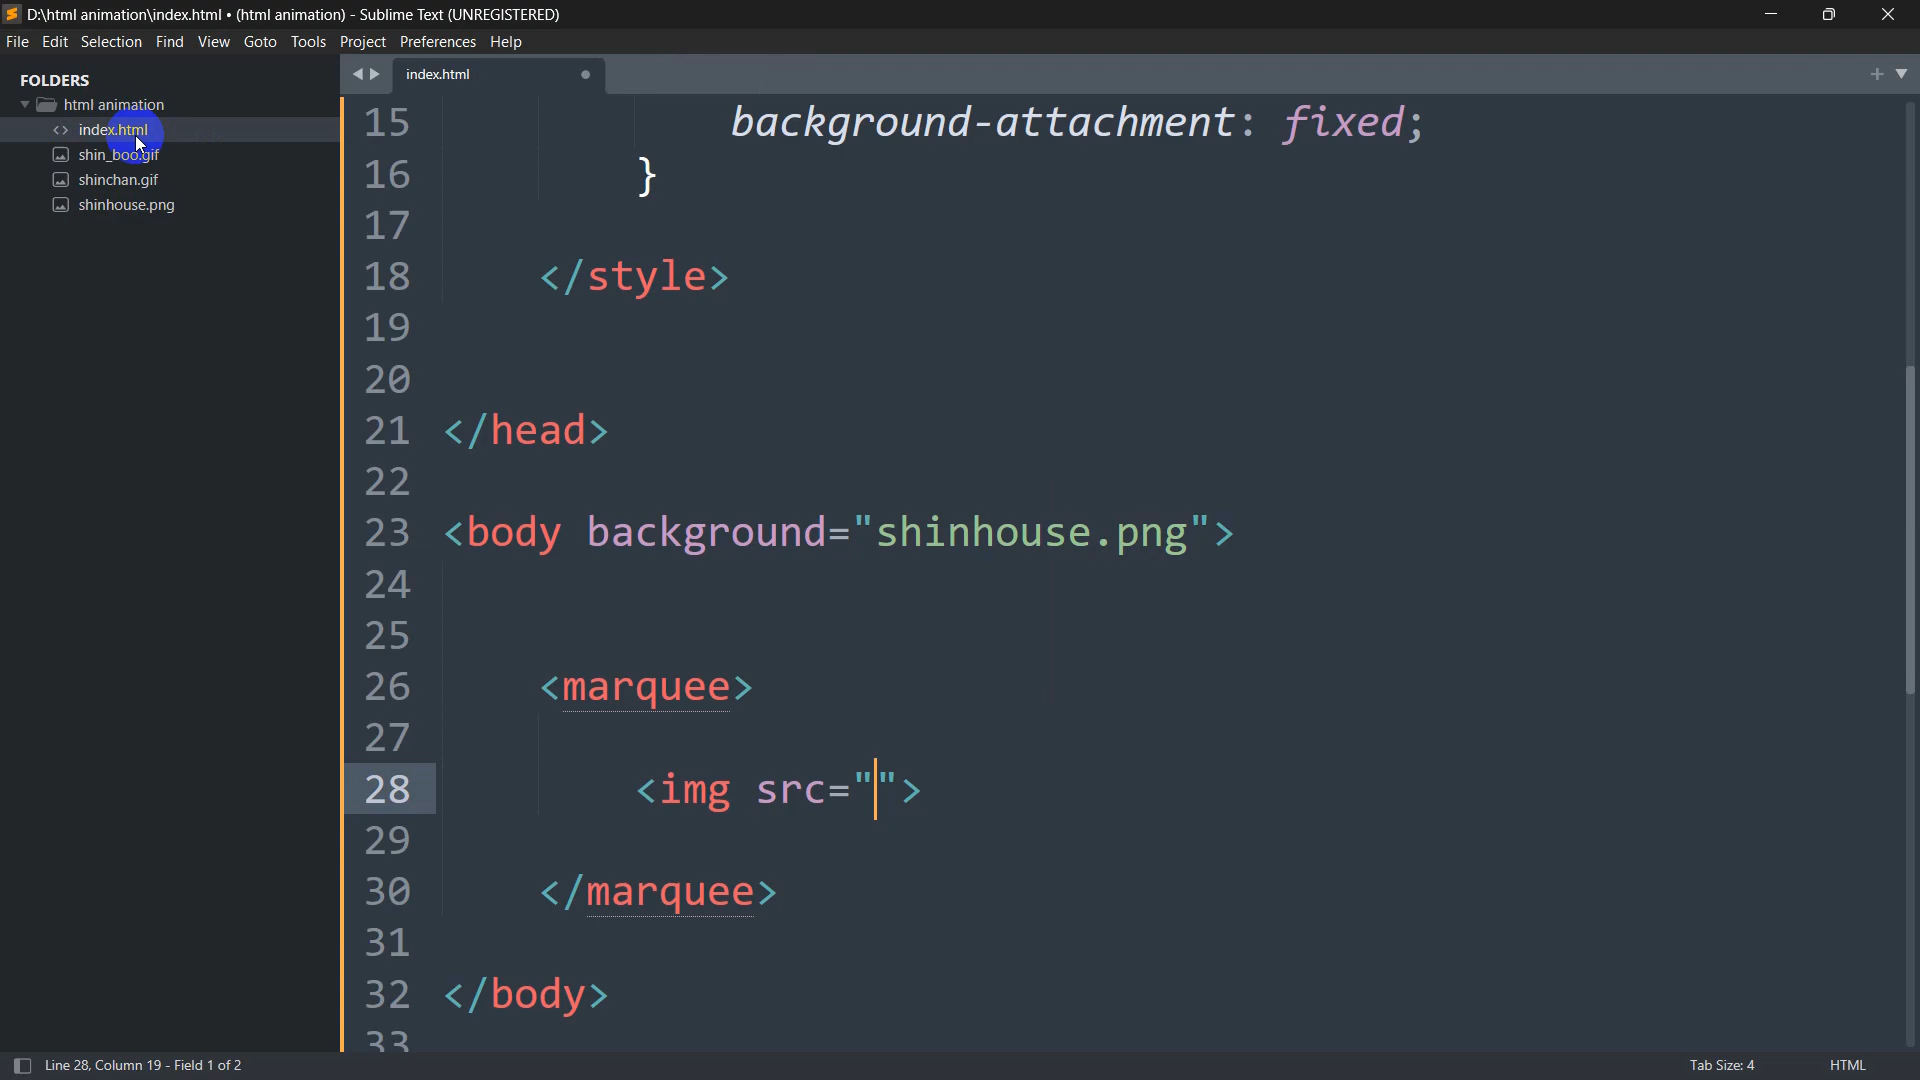 D:\html animation\index.html • (html animation) - Sublime Text (UNREGISTERED)
File Edit Selection Find View Goto Tools Project Preferences Help
FOLDERS
html animation
index.html
shin_boo.gif
shinchan.gif
shinhouse.png
index.html
15 background-attachment: fixed;
16 }
17
18 </style>
19
20
21 </head>
22
23 <body background="shinhouse.png">
24
25
26 <marquee>
27
28 <img src="">
29
30 </marquee>
31
32 </body>
33
Line 28, Column 19 - Field 1 of 2
Tab Size: 4
HTML